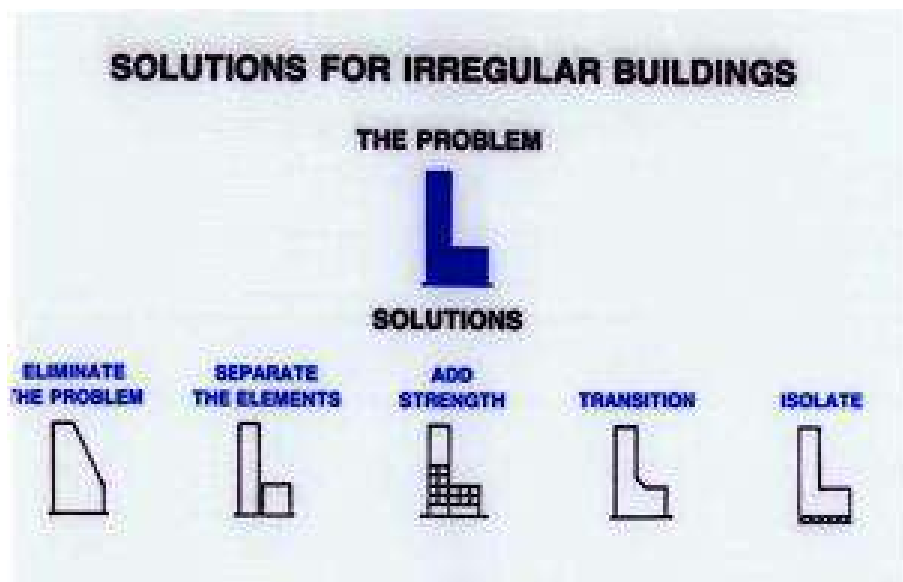 SOLUTIONS FOR IRREGULAR BUILDINGS
THE PROBLEM
SOLUTIONS
ELIMINATE
THE PROBLEM
SEPARATE
THE ELEMENTS
ADD
STRENGTH
TRANSITION
ISOLATE